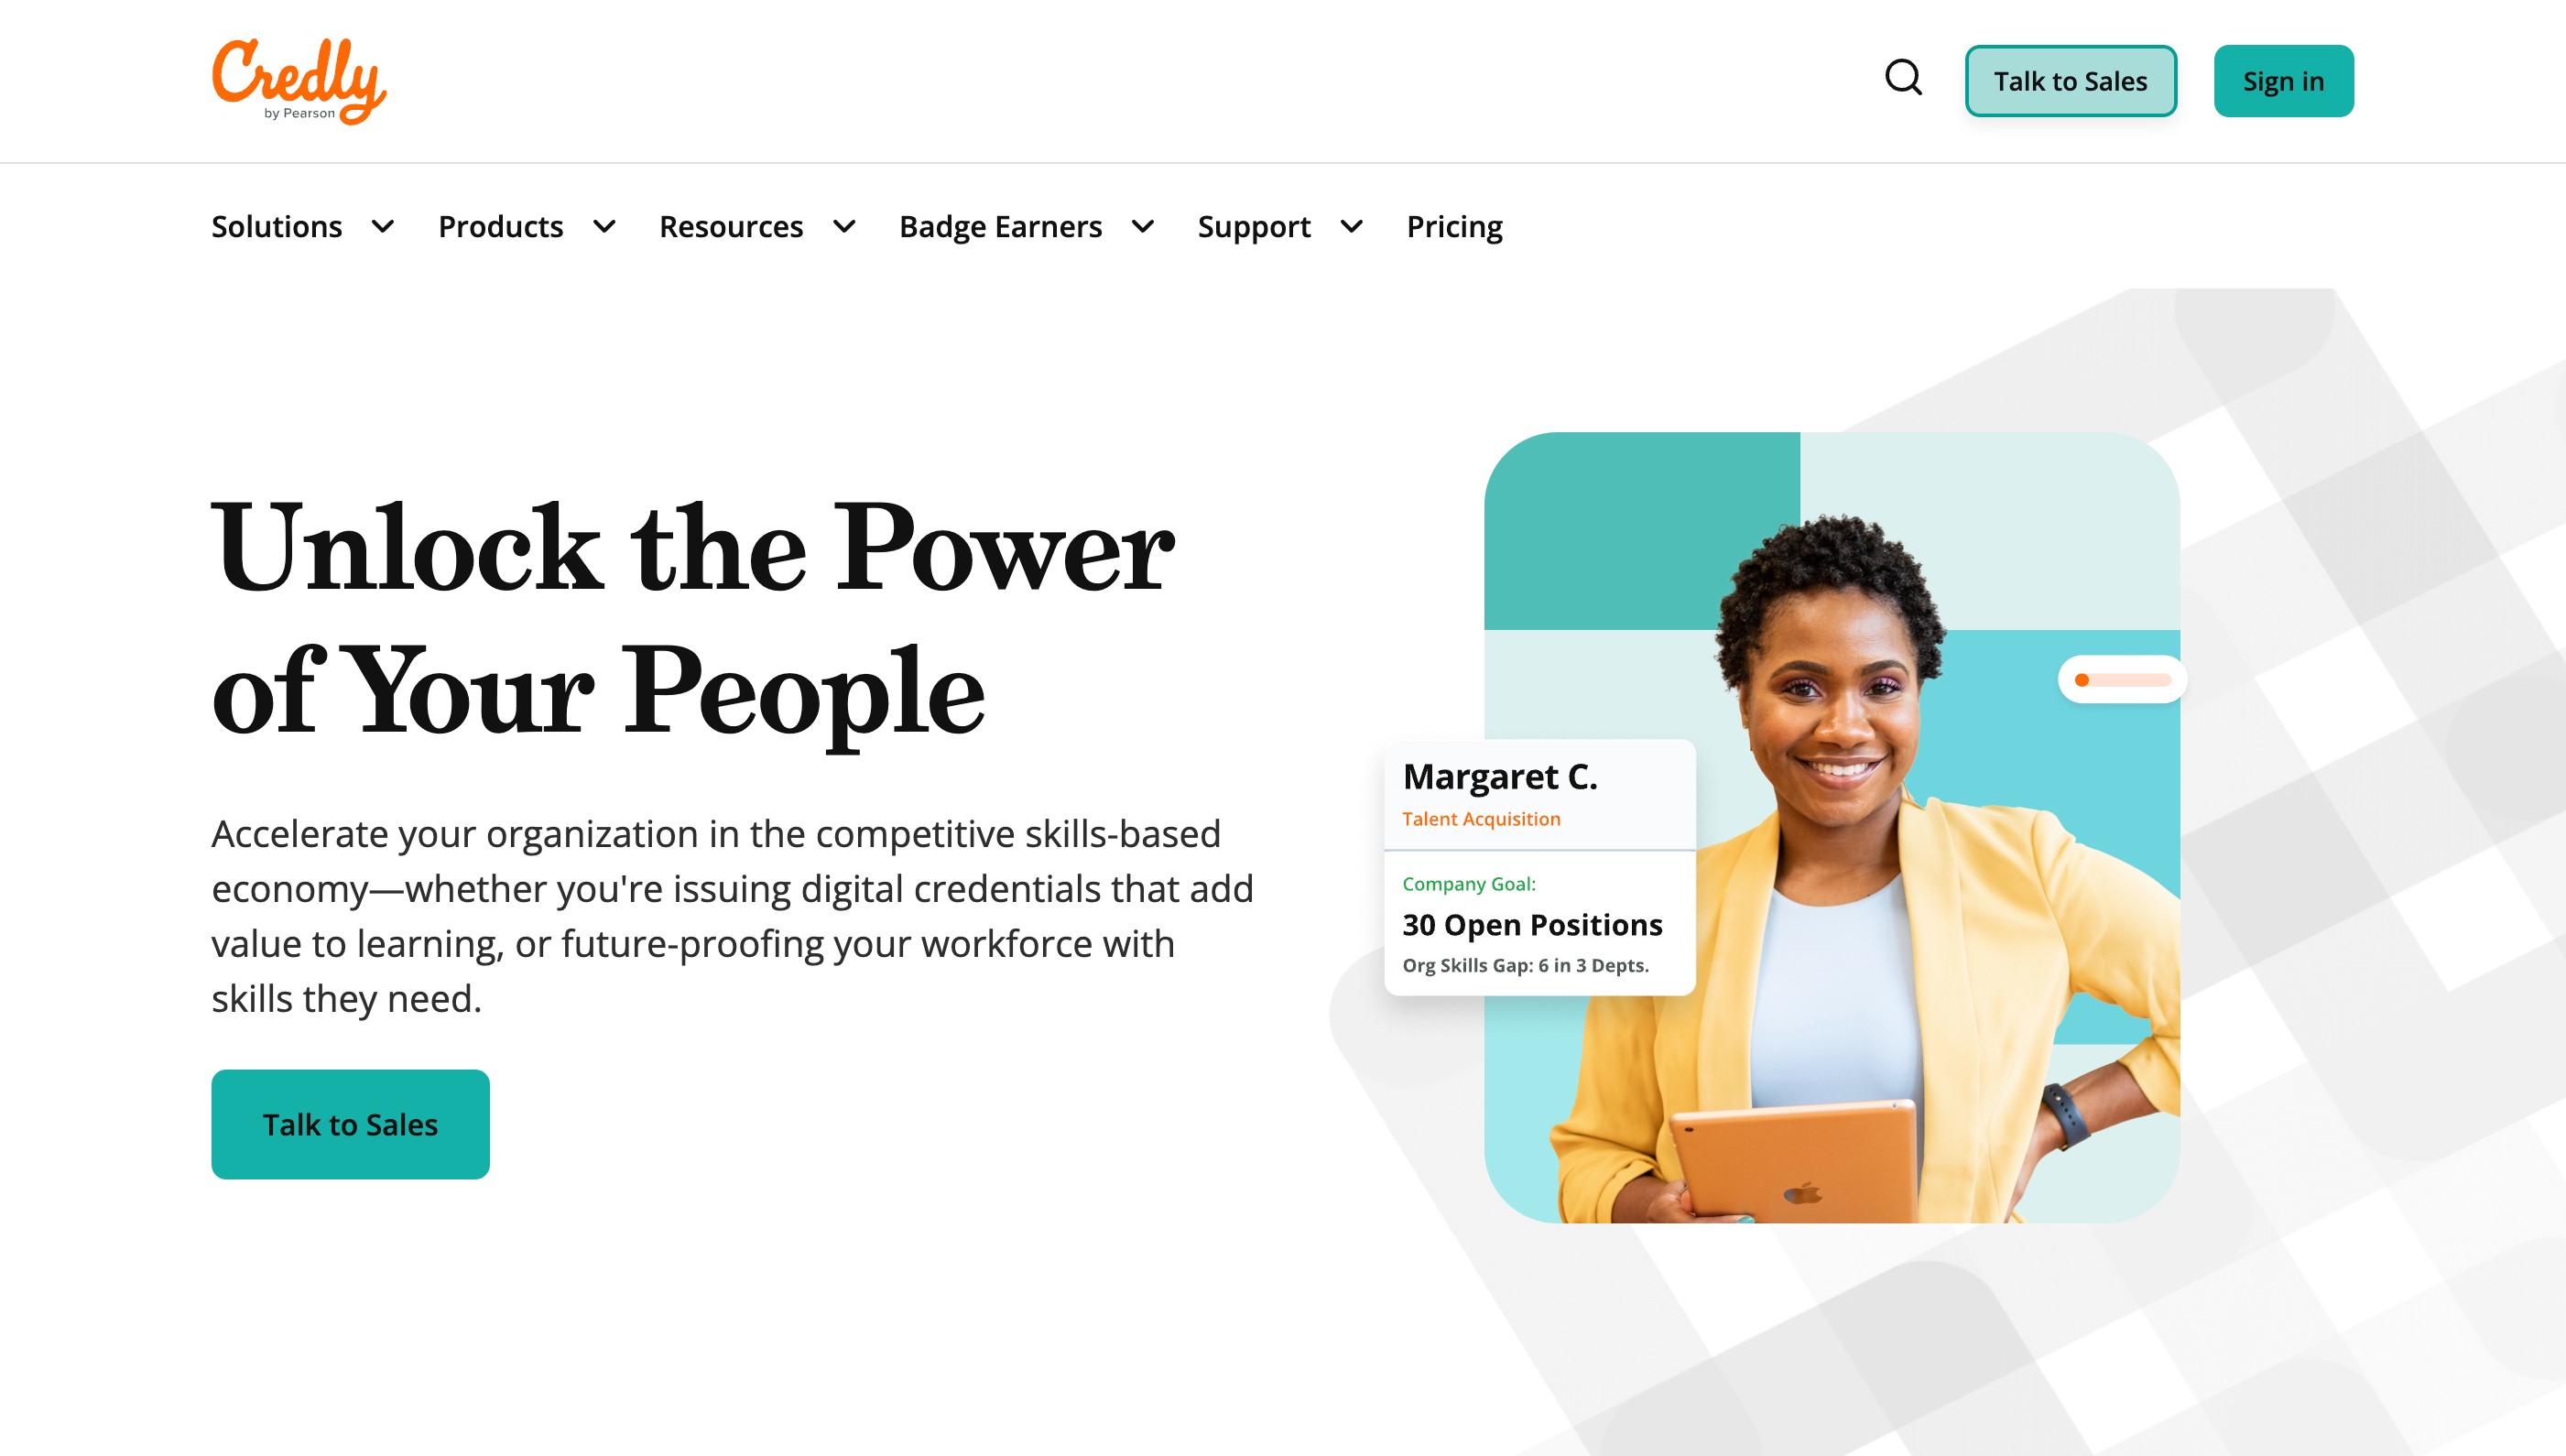 Credly
by Pearson
Talk to Sales
Sign in
Solutions
Products
Resources
Badge Earners
Support
Pricing
Unlock the Power
of Your People
Accelerate your organization in the competitive skills-based
economy—whether you're issuing digital credentials that add
value to learning, or future-proofing your workforce with
skills they need.
Talk to Sales
Margaret C.
Talent Acquisition
Company Goal:
30 Open Positions
Org Skills Gap: 6 in 3 Depts.